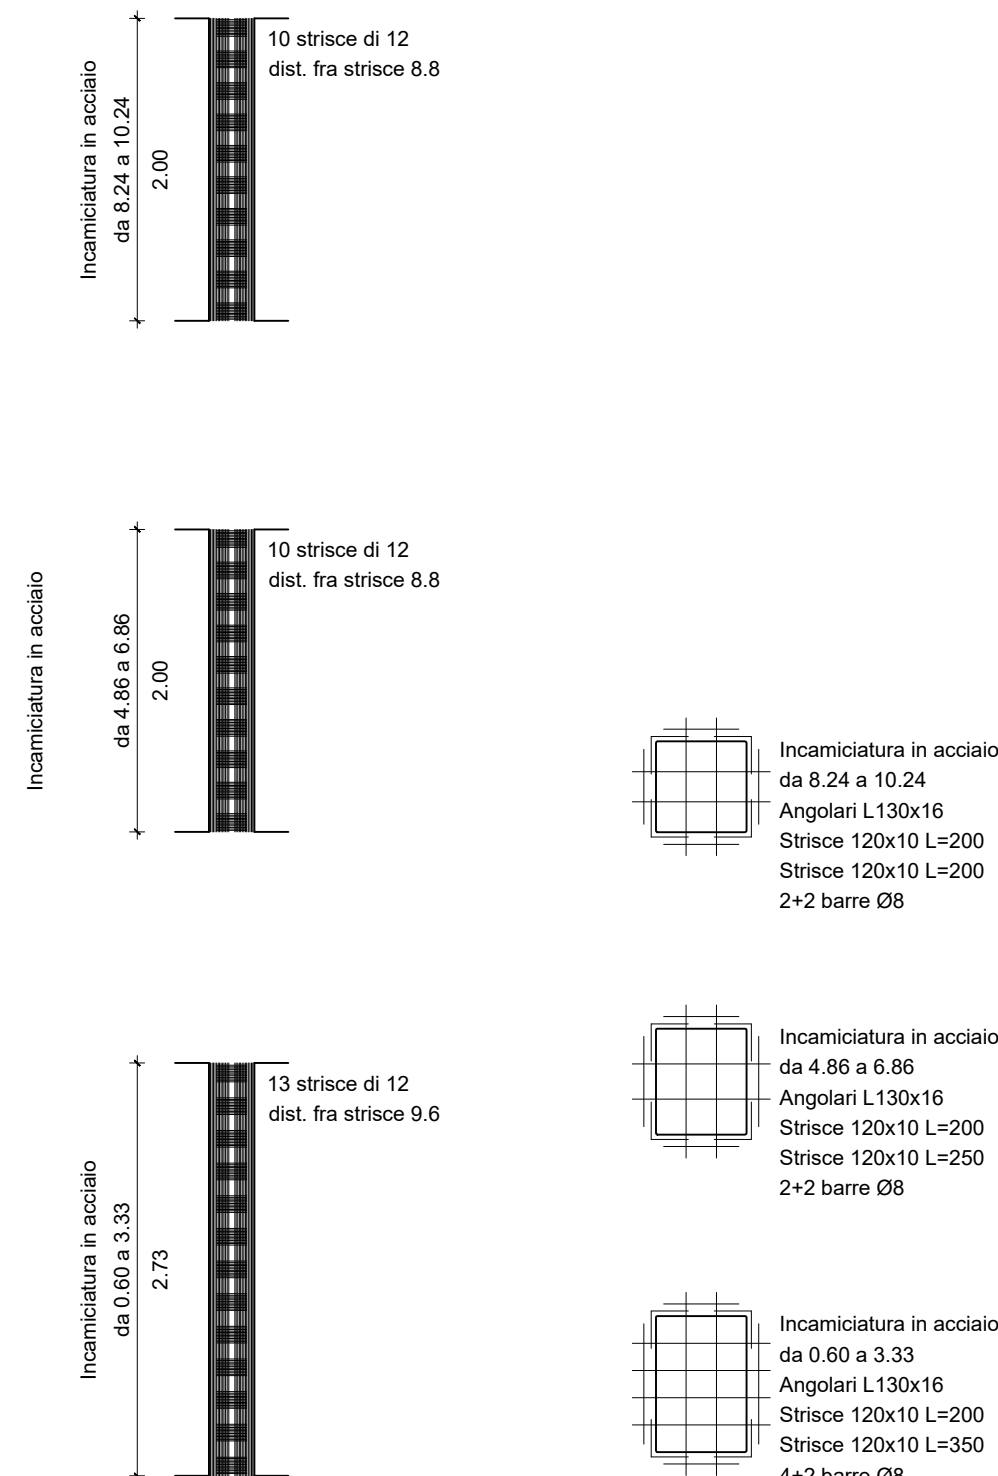 10 strisce di 12
dist. fra strisce 8.8
Incamiciatura in acciaio
da 8.24 a 10.24
2.00
10 strisce di 12
dist. fra strisce 8.8
Incamiciatura in acciaio
da 4.86 a 6.86
2.00
Incamiciatura in acciaio
da 8.24 a 10.24
Angolari L130x16
Strisce 120x10 L=200
Strisce 120x10 L=200
2+2 barre Ø8
Incamiciatura in acciaio
da 4.86 a 6.86
Angolari L130x16
Strisce 120x10 L=200
Strisce 120x10 L=250
2+2 barre Ø8
13 strisce di 12
dist. fra strisce 9.6
Incamiciatura in acciaio
da 0.60 a 3.33
2.73
Incamiciatura in acciaio
da 0.60 a 3.33
Angolari L130x16
Strisce 120x10 L=200
Strisce 120x10 L=350
4+2 barre Ø8